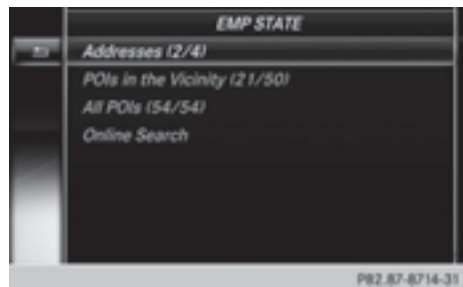 EMP STATE
Addresses (2/4)
POIs in the Vicinity (21/50)
All POIs (54/54)
Online Search
P82.87-8714-31